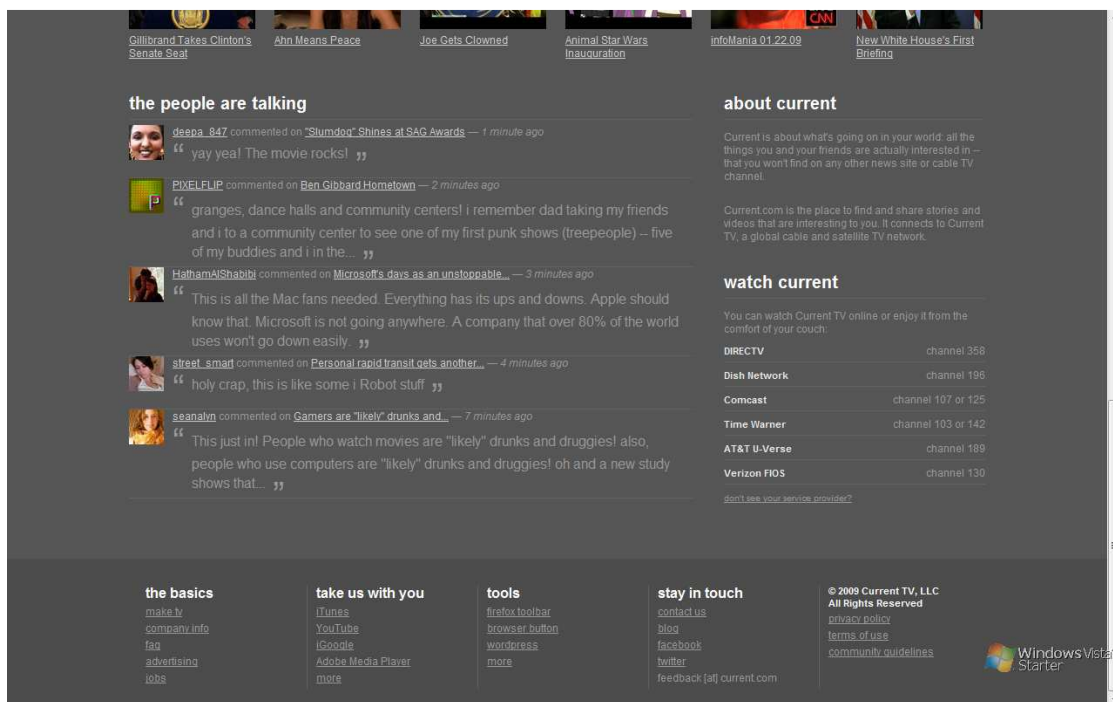 CNN
Gillibrand Takes Clinton's
Senate Seat
Ahn Means Peace
Joe Gets Clowned
Animal Star Wars
Inauguration
infoMania 01.22.09
New White House's First
Briefing
the people are talking
deepa_847 commented on "Slumdog" Shines at SAG Awards — 1 minute ago
“ yay yea! The movie rocks! ”
PIXELFLIP commented on Ben Gibbard Hometown — 2 minutes ago
“ granges, dance halls and community centers! i remember dad taking my friends
and i to a community center to see one of my first punk shows (treepeople) -- five
of my buddies and i in the... ”
HathamAlShabibi commented on Microsoft's days as an unstoppable... — 3 minutes ago
“ This is all the Mac fans needed. Everything has its ups and downs. Apple should
know that. Microsoft is not going anywhere. A company that over 80% of the world
uses won't go down easily. ”
street_smart commented on Personal rapid transit gets another... — 4 minutes ago
“ holy crap, this is like some i Robot stuff ”
seanalyn commented on Gamers are "likely" drunks and... — 7 minutes ago
“ This just in! People who watch movies are "likely" drunks and druggies! also,
people who use computers are "likely" drunks and druggies! oh and a new study
shows that... ”
about current
Current is about what's going on in your world: all the
things you and your friends are actually interested in --
that you won't find on any other news site or cable TV
channel.
Current.com is the place to find and share stories and
videos that are interesting to you. It connects to Current
TV, a global cable and satellite TV network.
watch current
You can watch Current TV online or enjoy it from the
comfort of your couch:
DIRECTV channel 358
Dish Network channel 196
Comcast channel 107 or 125
Time Warner channel 103 or 142
AT&T U-Verse channel 189
Verizon FIOS channel 130
don't see your service provider?
the basics
make tv
company info
faq
advertising
jobs
take us with you
iTunes
YouTube
iGoogle
Adobe Media Player
more
tools
firefox toolbar
browser button
wordpress
more
stay in touch
contact us
blog
facebook
twitter
feedback [at] current.com
© 2009 Current TV, LLC
All Rights Reserved
privacy policy
terms of use
community guidelines
Windows Vista
Starter